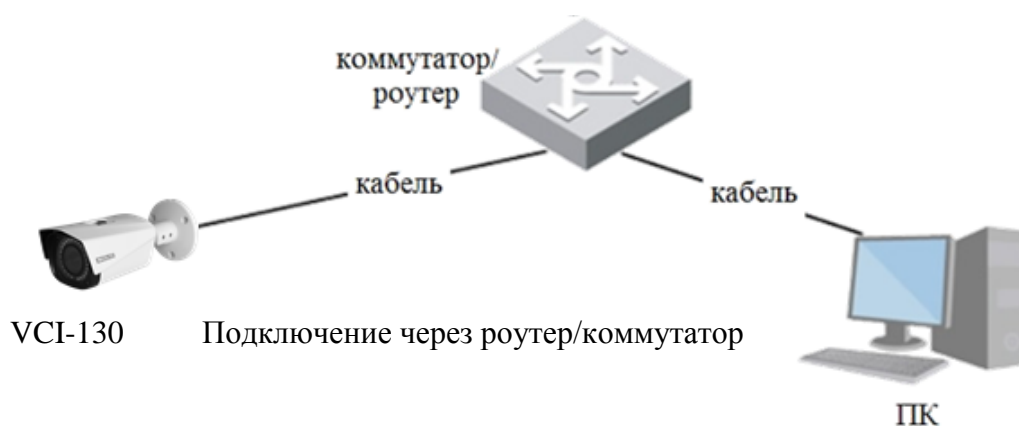 коммутатор/
роутер
кабель
кабель
VCI-130
Подключение через роутер/коммутатор
ПК